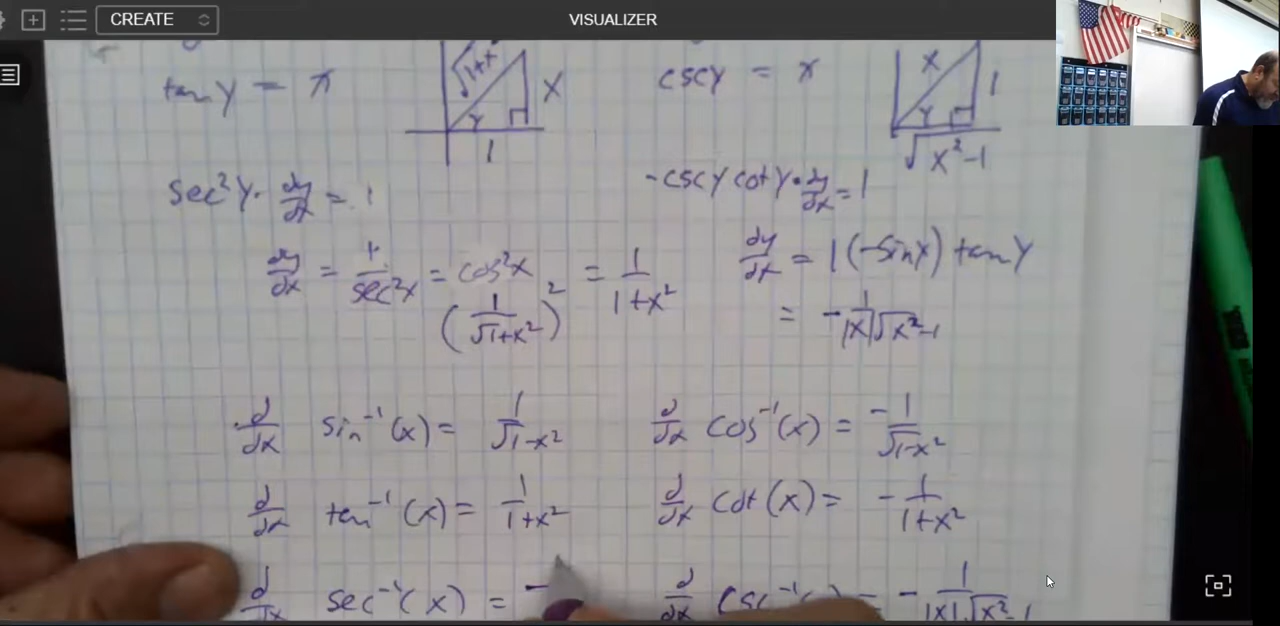 CREATE
VISUALIZER
tan y = x
√1+x²
x
y
1
csc y = x
x
1
y
√x²-1
sec²y · dy/dx = 1
-csc y cot y · dy/dx = 1
dy/dx = 1/sec²x = cos²x = 1/(1+x²)
(1/√1+x²)²
dy/dx = 1(-sin y) tan y
= -1/(|x|√x²-1)
d/dx sin⁻¹(x) = 1/√1-x²
d/dx cos⁻¹(x) = -1/√1-x²
d/dx tan⁻¹(x) = 1/(1+x²)
d/dx cot(x) = -1/(1+x²)
d/dx sec⁻¹(x) =
d/dx csc⁻¹(x) = -1/(|x|√x²-1)